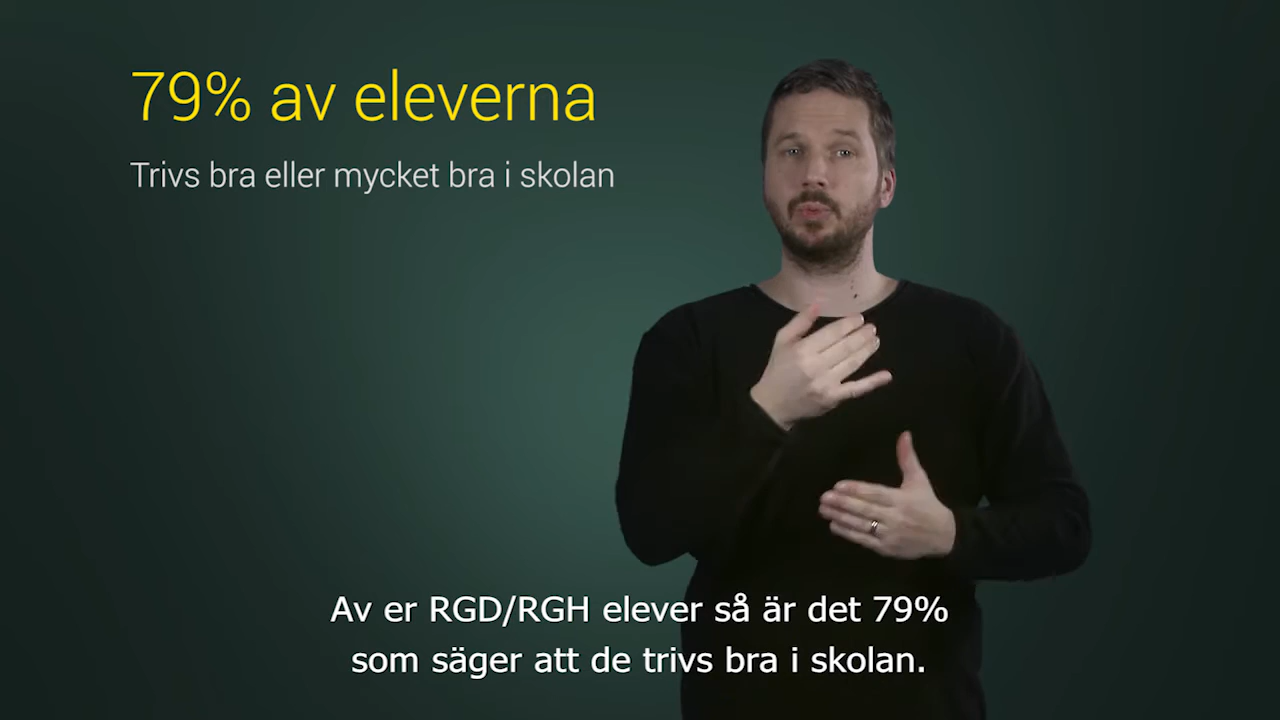 79% av eleverna
Trivs bra eller mycket bra i skolan
Av er RGD/RGH elever så är det 79%
som säger att de trivs bra i skolan.